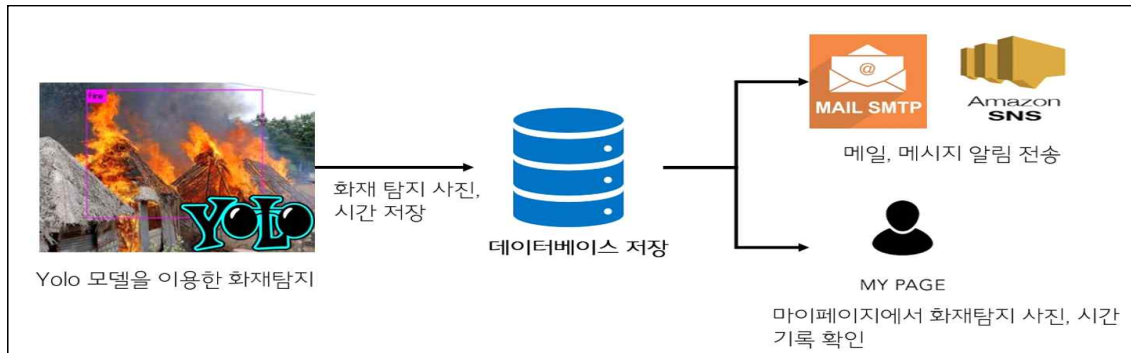 Fire
YOLO
Yolo 모델을 이용한 화재탐지
화재 탐지 사진,
시간 저장
데이터베이스 저장
@
MAIL SMTP
Amazon
SNS
메일, 메시지 알림 전송
MY PAGE
마이페이지에서 화재탐지 사진, 시간
기록 확인